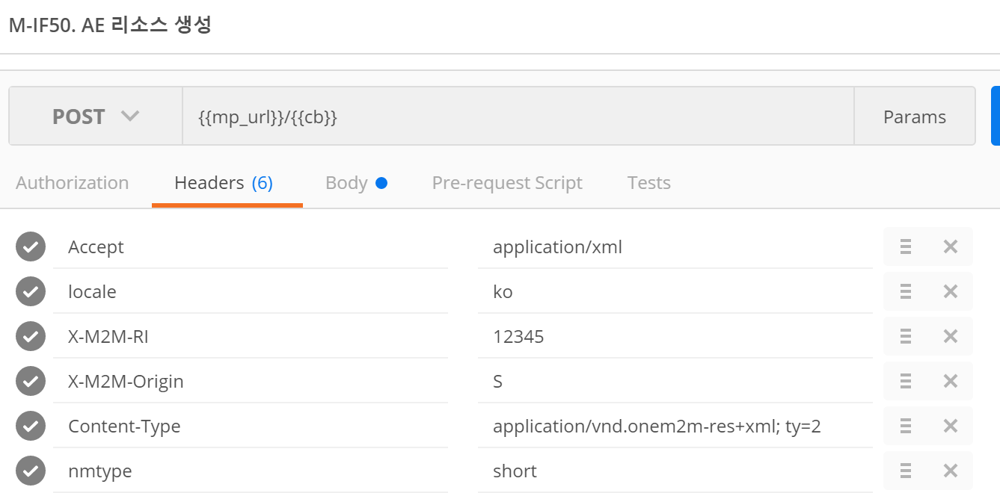 M-IF50. AE 리소스 생성
POST {{mp_url}}/{{cb}} Params
Authorization Headers (6) Body Pre-request Script Tests
Accept application/xml
locale ko
X-M2M-RI 12345
X-M2M-Origin S
Content-Type application/vnd.onem2m-res+xml; ty=2
nmtype short